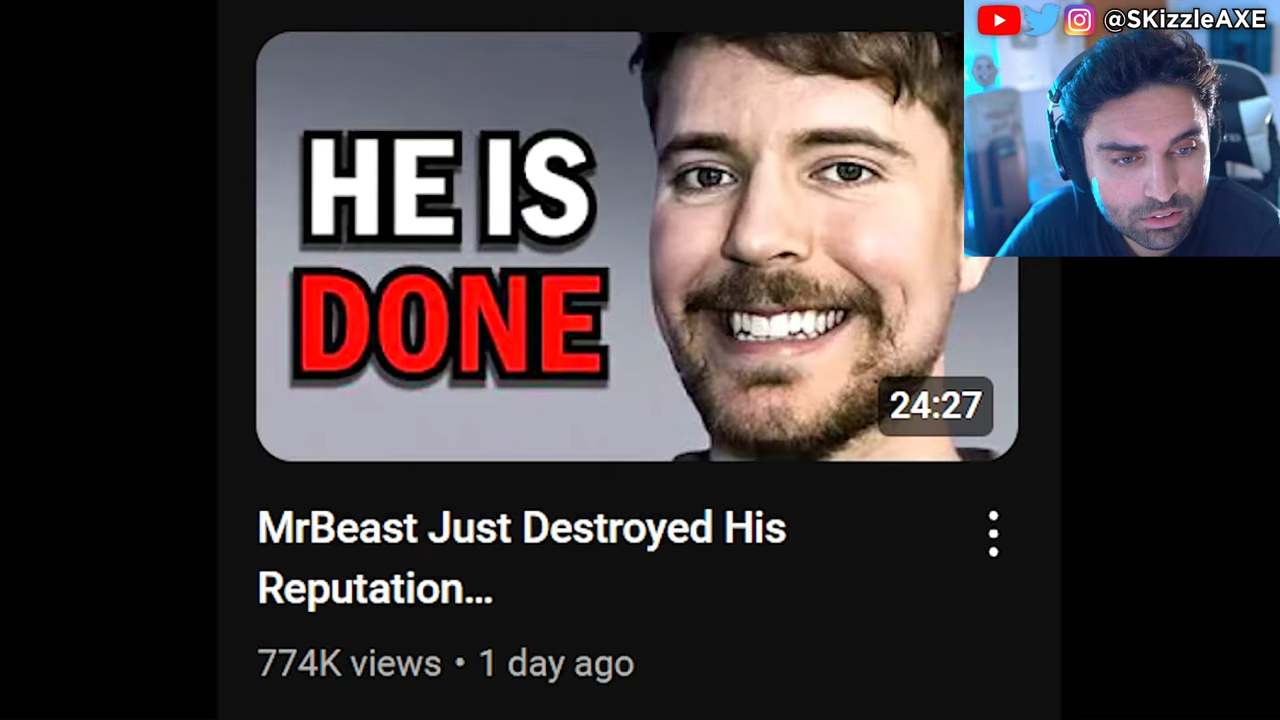 @SKizzleAXE
HE IS
DONE
24:27
MrBeast Just Destroyed His
Reputation...
774K views • 1 day ago